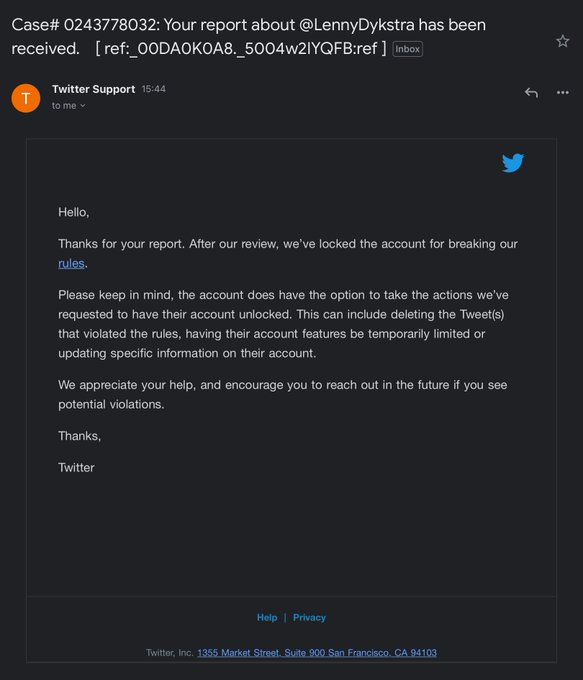 Case# 0243778032: Your report about @LennyDykstra has been
received. [ ref:_00DA0K0A8._5004w2IYQFB:ref ] Inbox
T
Twitter Support 15:44
to me
Hello,
Thanks for your report. After our review, we've locked the account for breaking our
rules.
Please keep in mind, the account does have the option to take the actions we've
requested to have their account unlocked. This can include deleting the Tweet(s)
that violated the rules, having their account features be temporarily limited or
updating specific information on their account.
We appreciate your help, and encourage you to reach out in the future if you see
potential violations.
Thanks,
Twitter
Help | Privacy
Twitter, Inc. 1355 Market Street, Suite 900 San Francisco, CA 94103